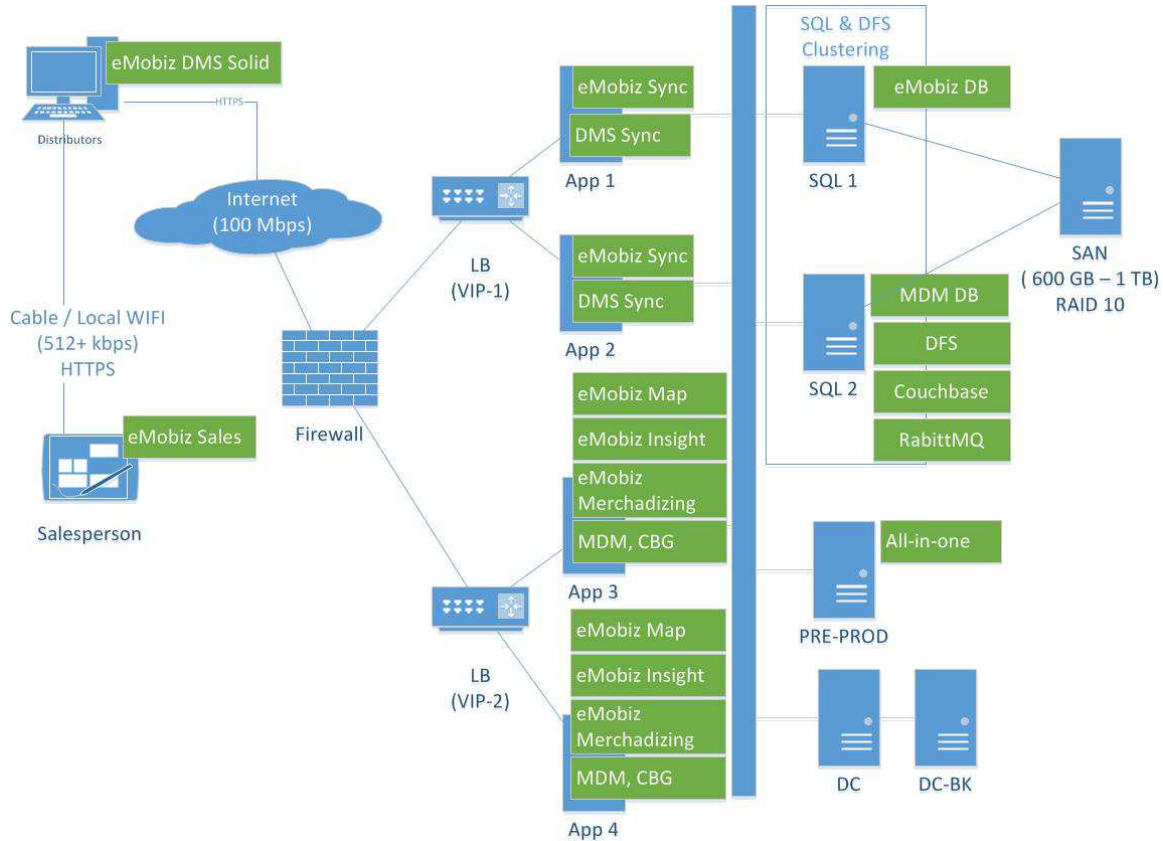 eMobiz DMS Solid
HTTPS
Distributors
Internet
(100 Mbps)
Cable / Local WIFI
(512+ kbps)
HTTPS
eMobiz Sales
Salesperson
Firewall
LB
(VIP-1)
LB
(VIP-2)
eMobiz Sync
DMS Sync
App 1
eMobiz Sync
DMS Sync
App 2
eMobiz Map
eMobiz Insight
eMobiz
Merchadizing
MDM, CBG
App 3
eMobiz Map
eMobiz Insight
eMobiz
Merchadizing
MDM, CBG
App 4
SQL & DFS
Clustering
eMobiz DB
SQL 1
MDM DB
DFS
Couchbase
RabittMQ
SQL 2
SAN
( 600 GB – 1 TB)
RAID 10
All-in-one
PRE-PROD
DC
DC-BK